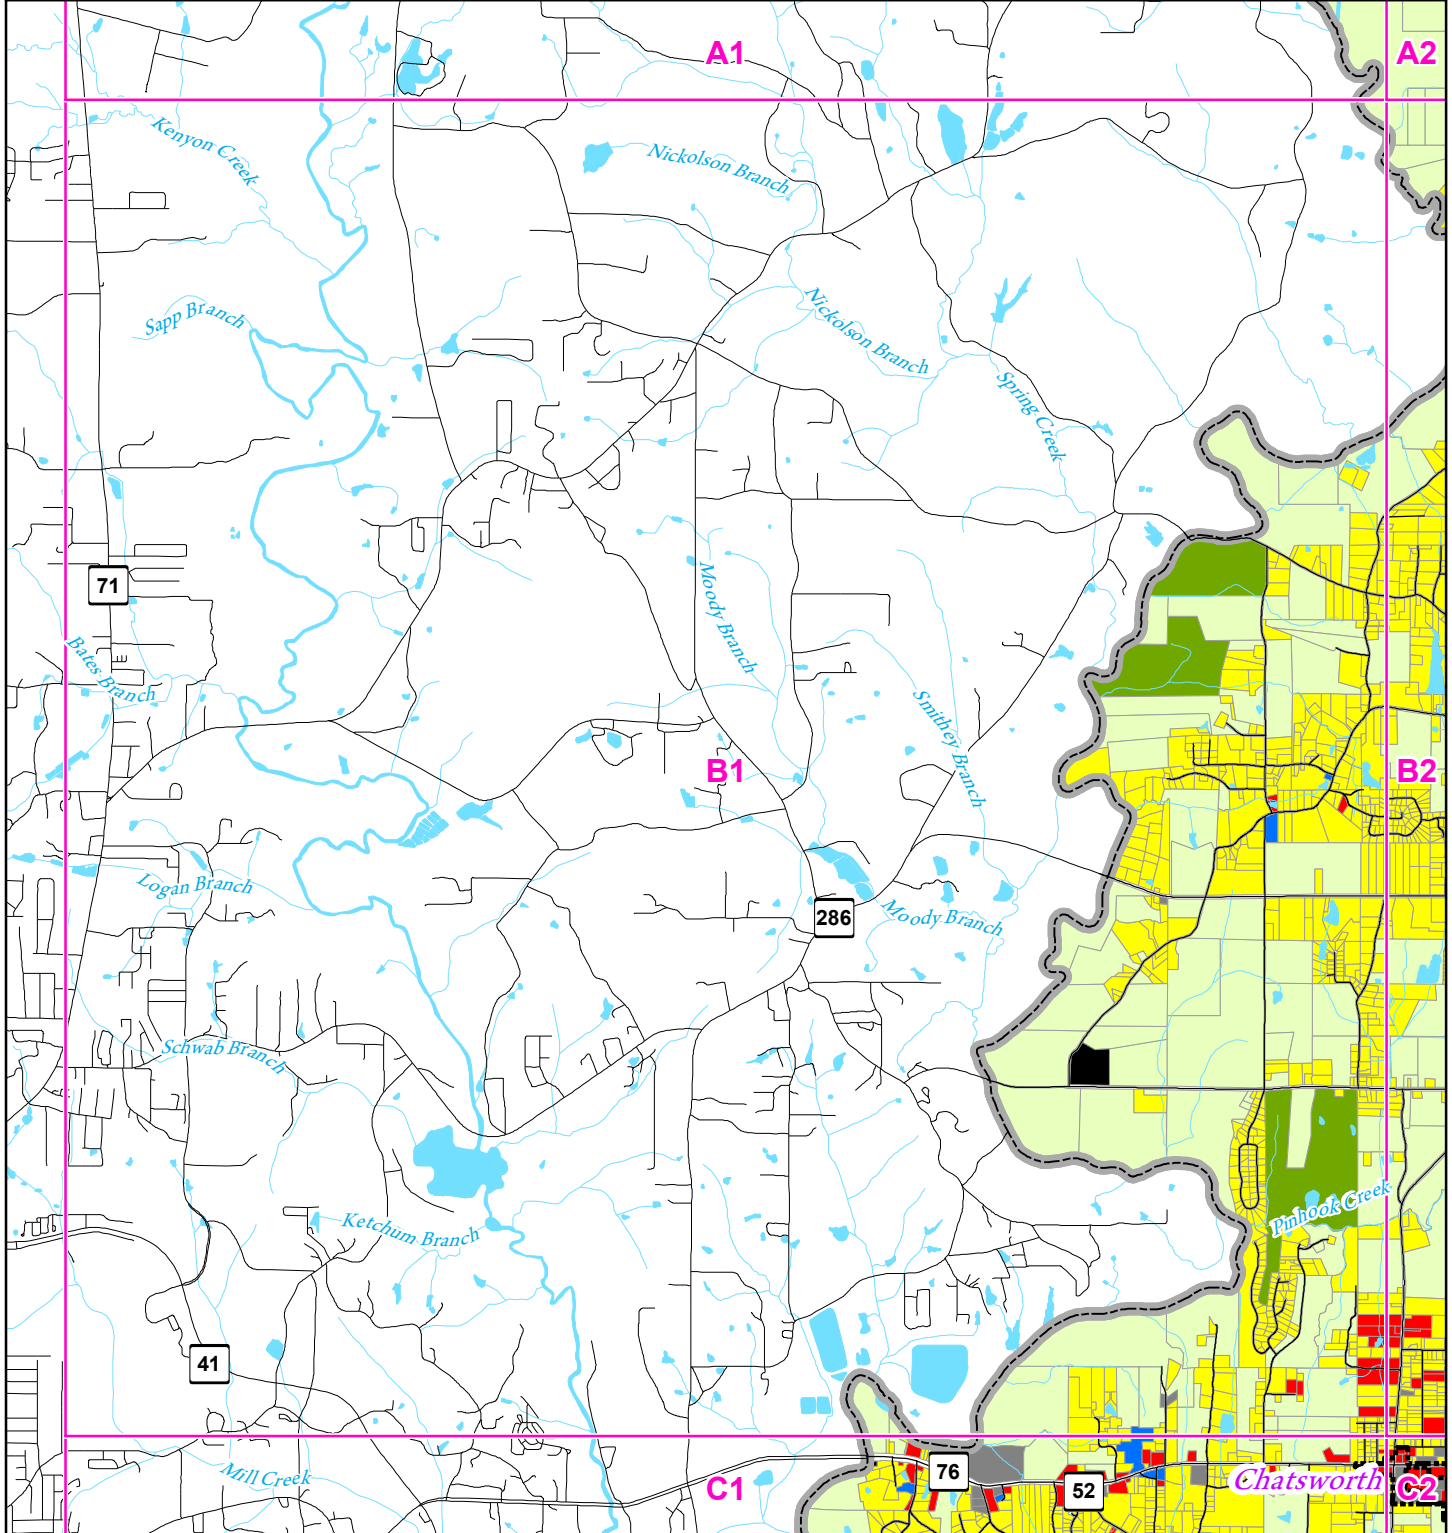 A1
A2
Kenyon Creek
Nickolson Branch
Sapp Branch
Nickolson Branch
Spring Creek
71
Moody Branch
Bates Branch
Smithey Branch
B1
B2
Logan Branch
286
Moody Branch
Schwab Branch
Pinhook Creek
Ketchum Branch
41
Mill Creek
C1
76
52
Chatsworth
C2